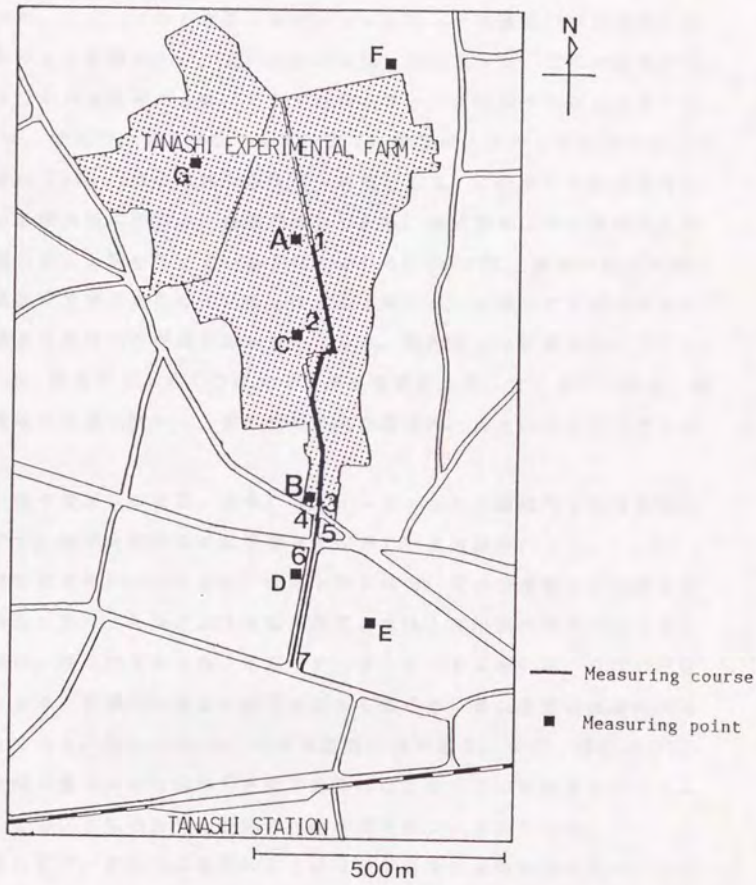 F
N
TANASHI EXPERIMENTAL FARM
G
A 1
2
C
B 3
4 5
6
D
E
7
Measuring course
Measuring point
TANASHI STATION
500m